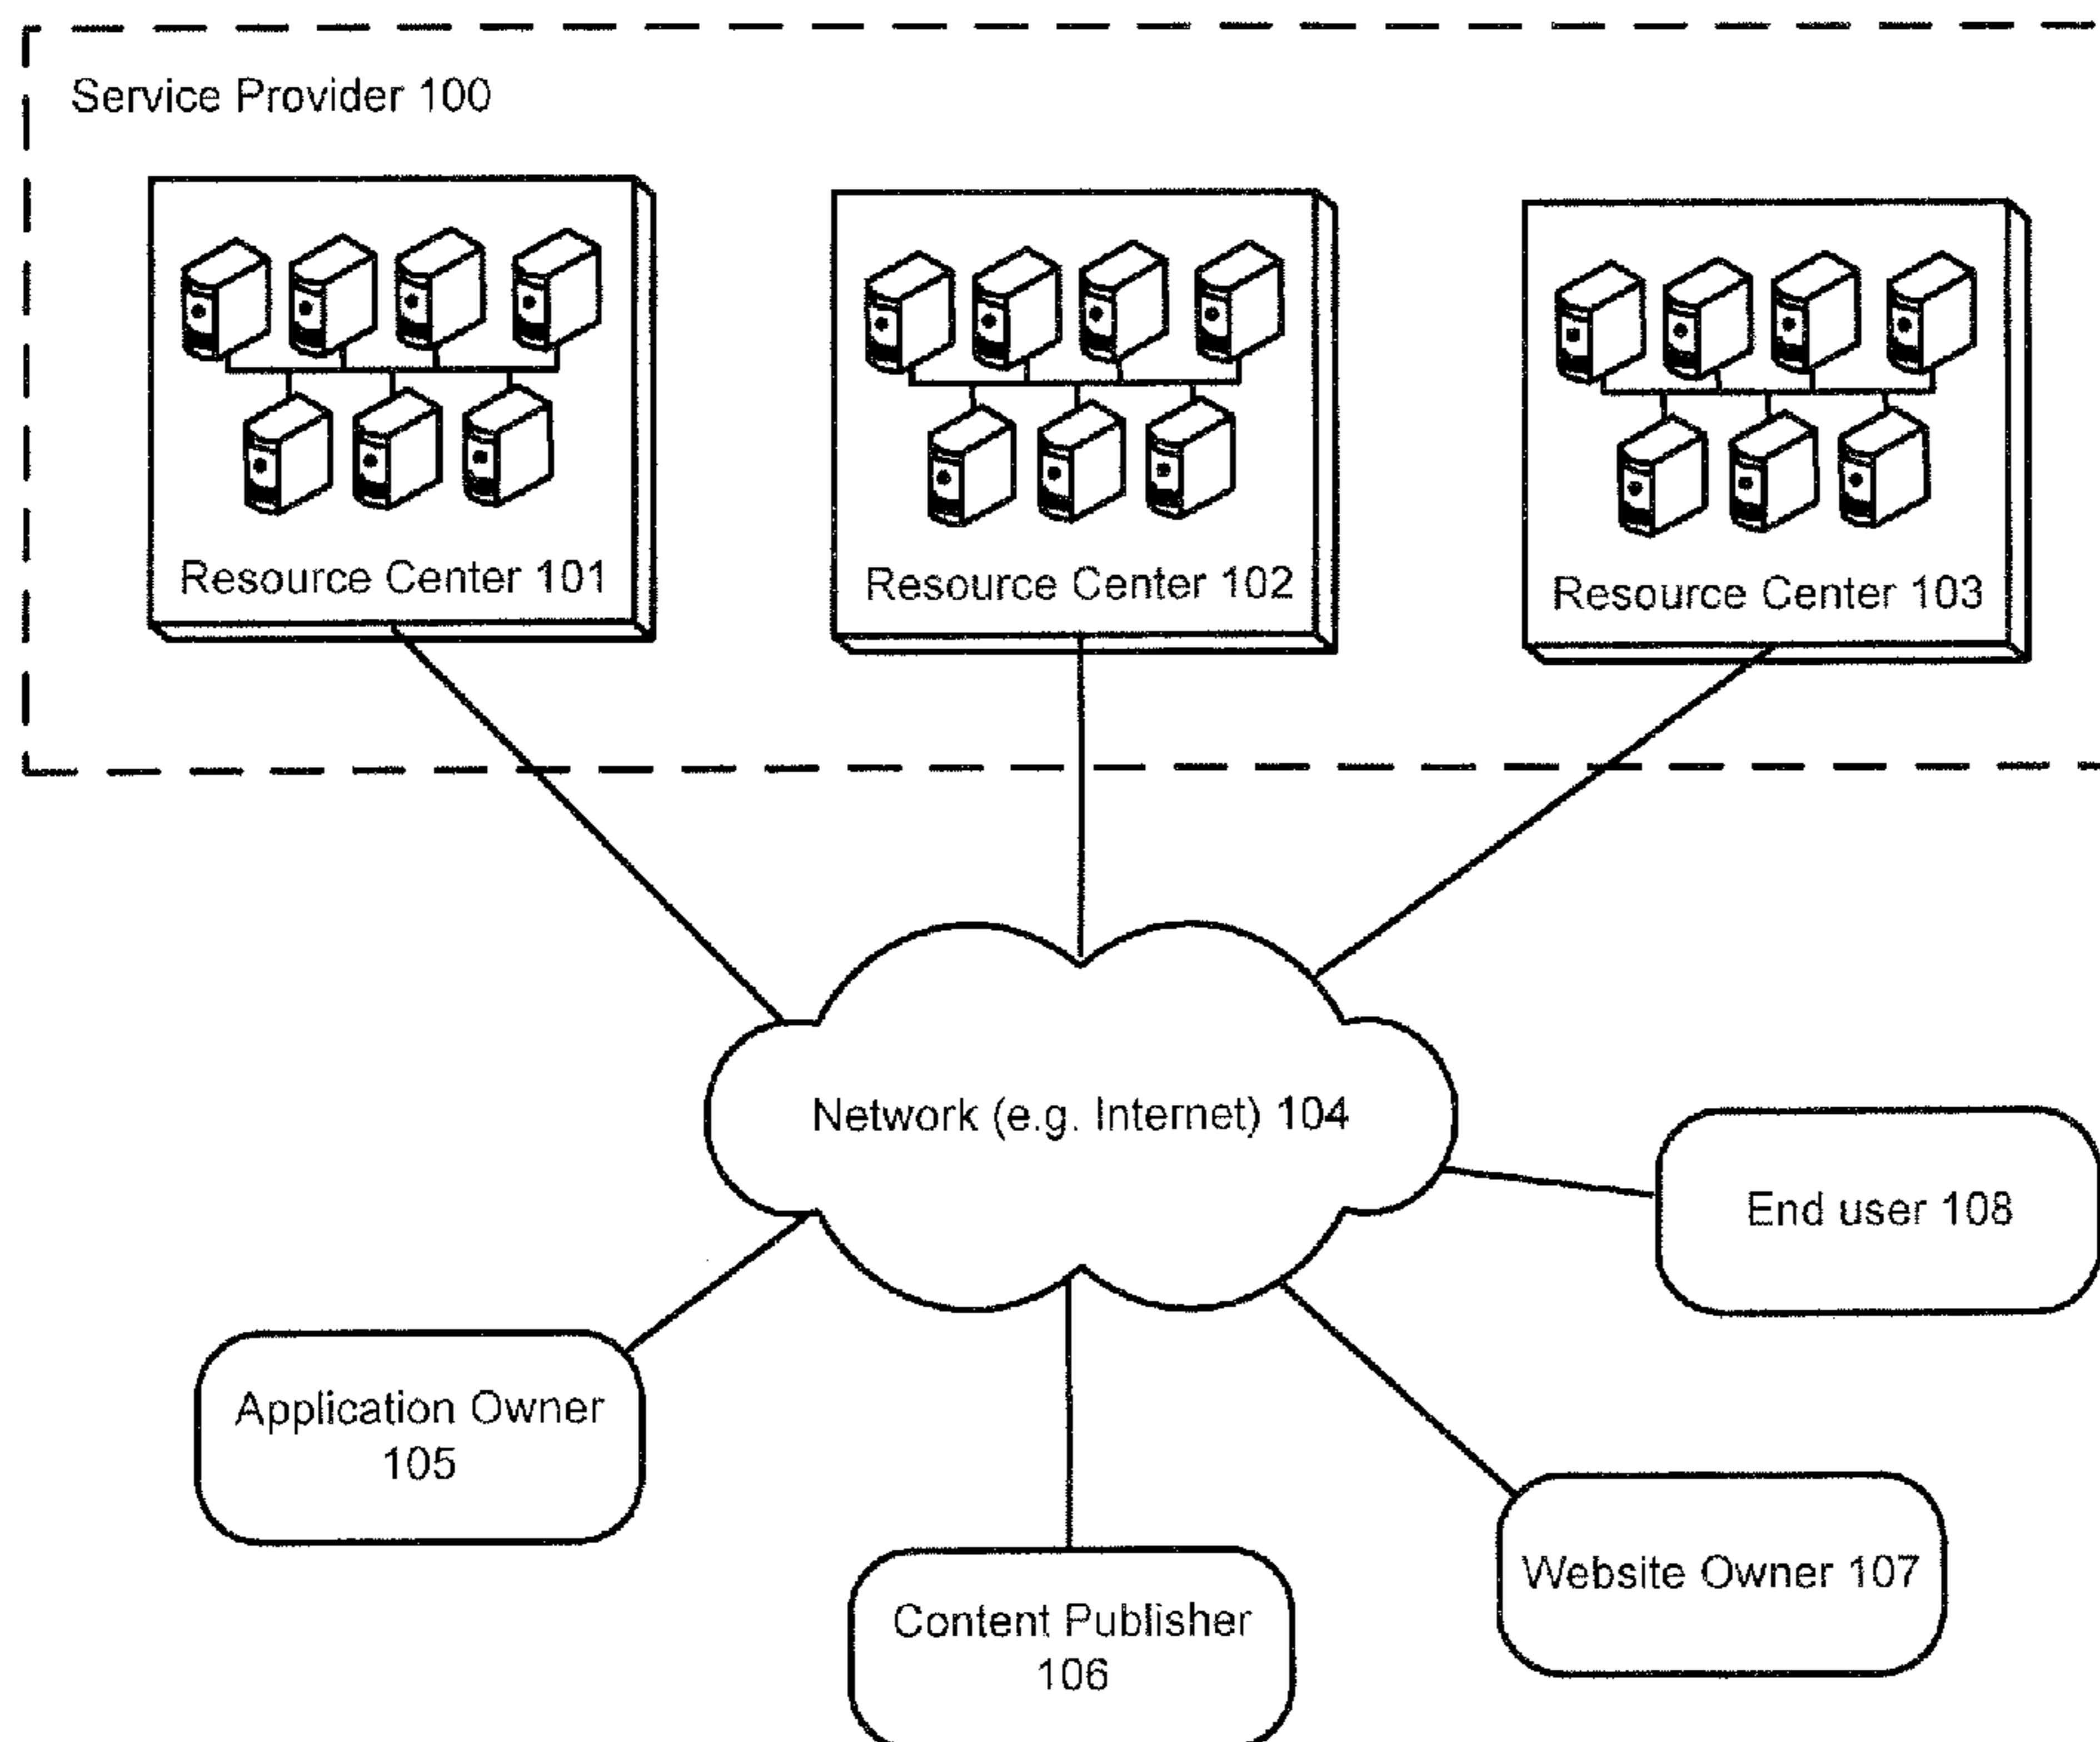 Service Provider 100
Resource Center 101
Resource Center 102
Resource Center 103
Network (e.g. Internet) 104
End user 108
Application Owner
105
Website Owner 107
Content Publisher
106